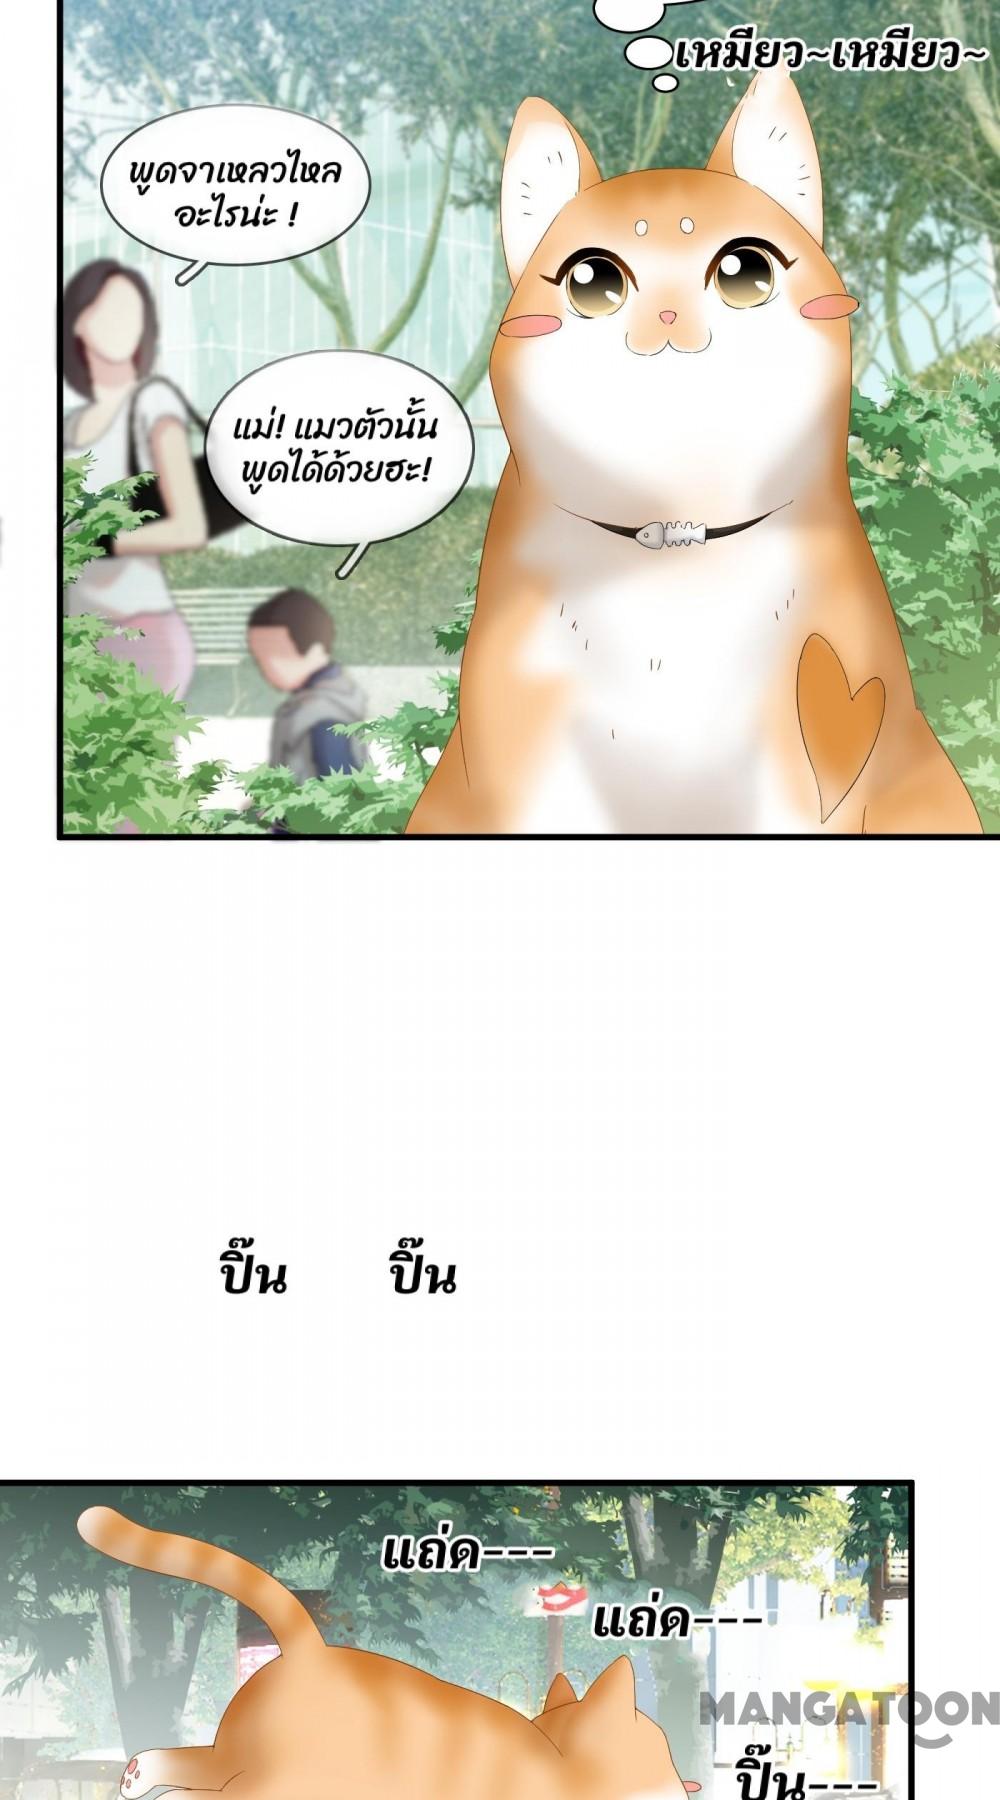 เหมียว~เหมียว~
พูดจาเหลวไหล
อะไรน่ะ !
แม่! แมวตัวนั้น
พูดได้ด้วยฮะ!
ปิ๊น ปิ๊น
แถ่ด---
แถ่ด---
MANGATOON
ปิ๊น---